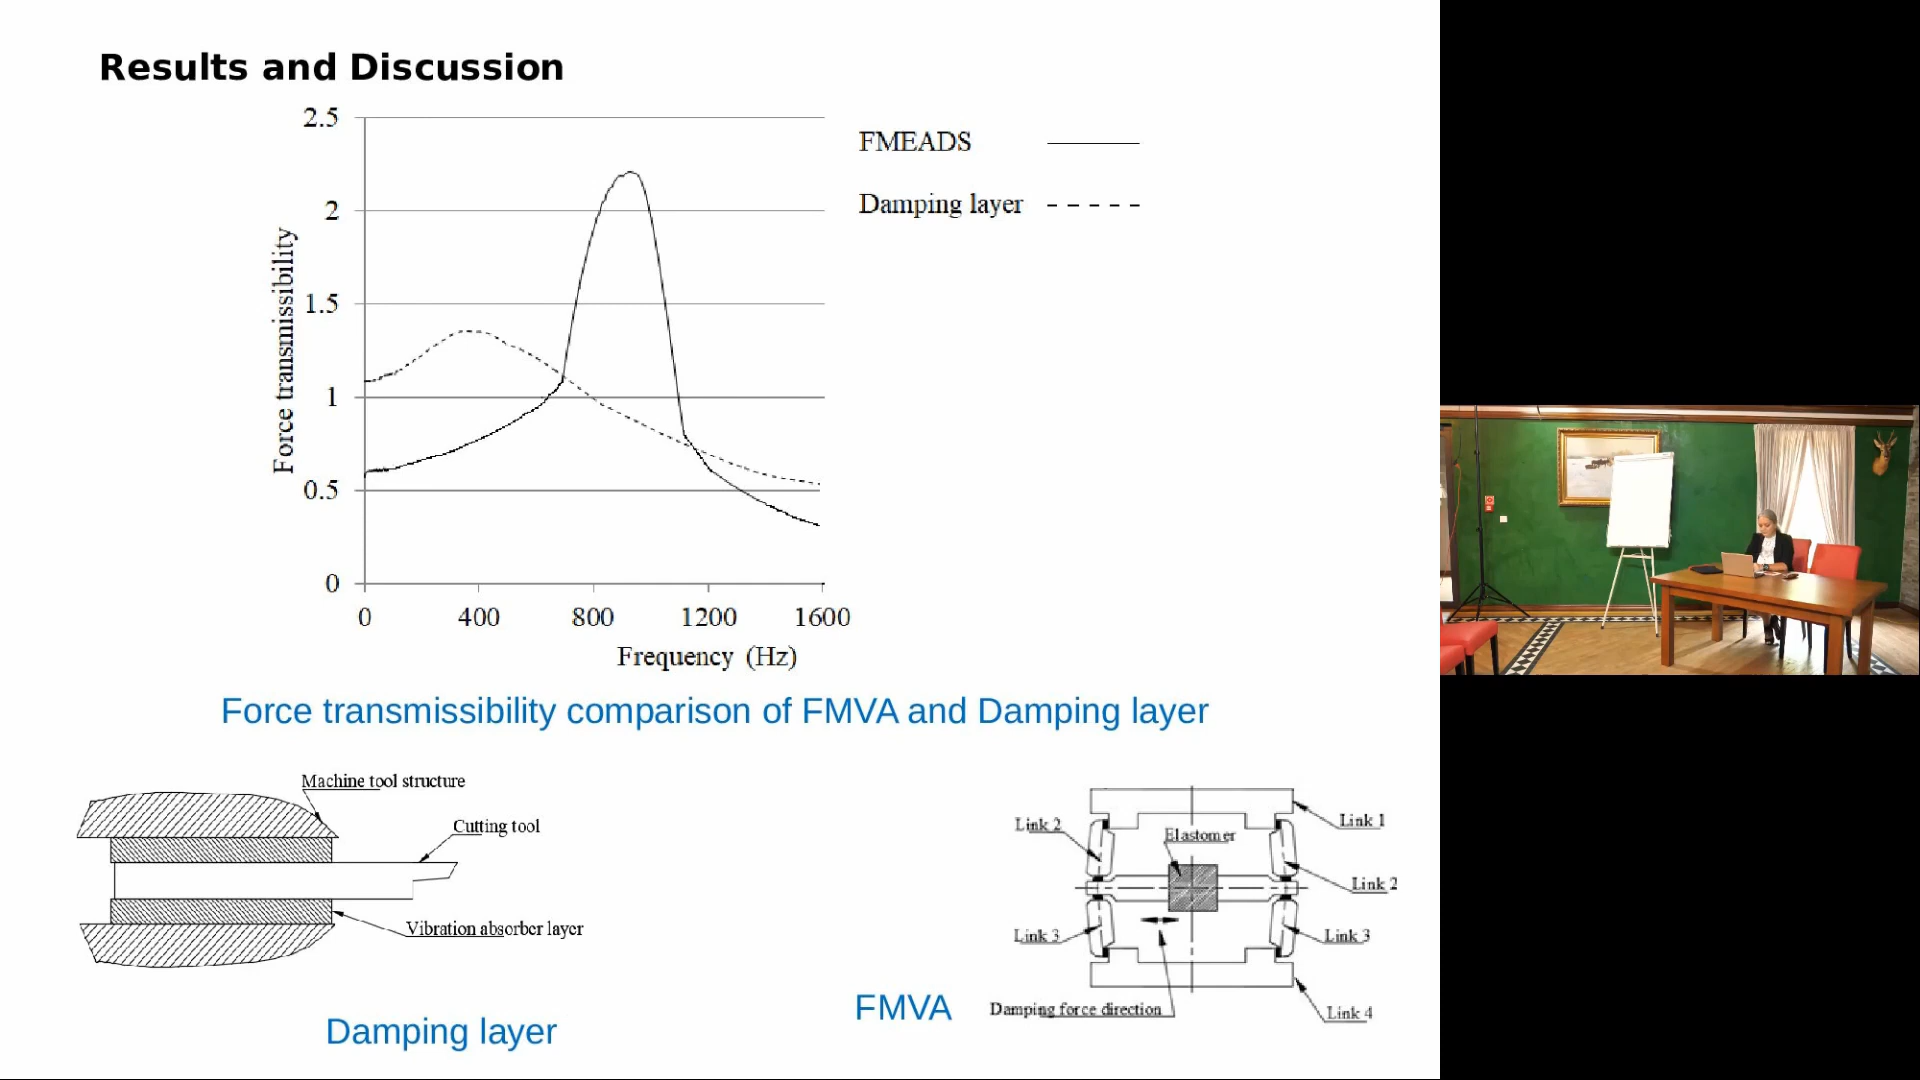 Results and Discussion
2.5
2
1.5
1
0.5
0
Force transmissibility
0 400 800 1200 1600
Frequency (Hz)
FMEADS
Damping layer
Force transmissibility comparison of FMVA and Damping layer
Machine tool structure
Cutting tool
Vibration absorber layer
Damping layer
FMVA
Link 1
Link 2
Elastomer
Link 2
Link 3
Link 3
Damping force direction
Link 4